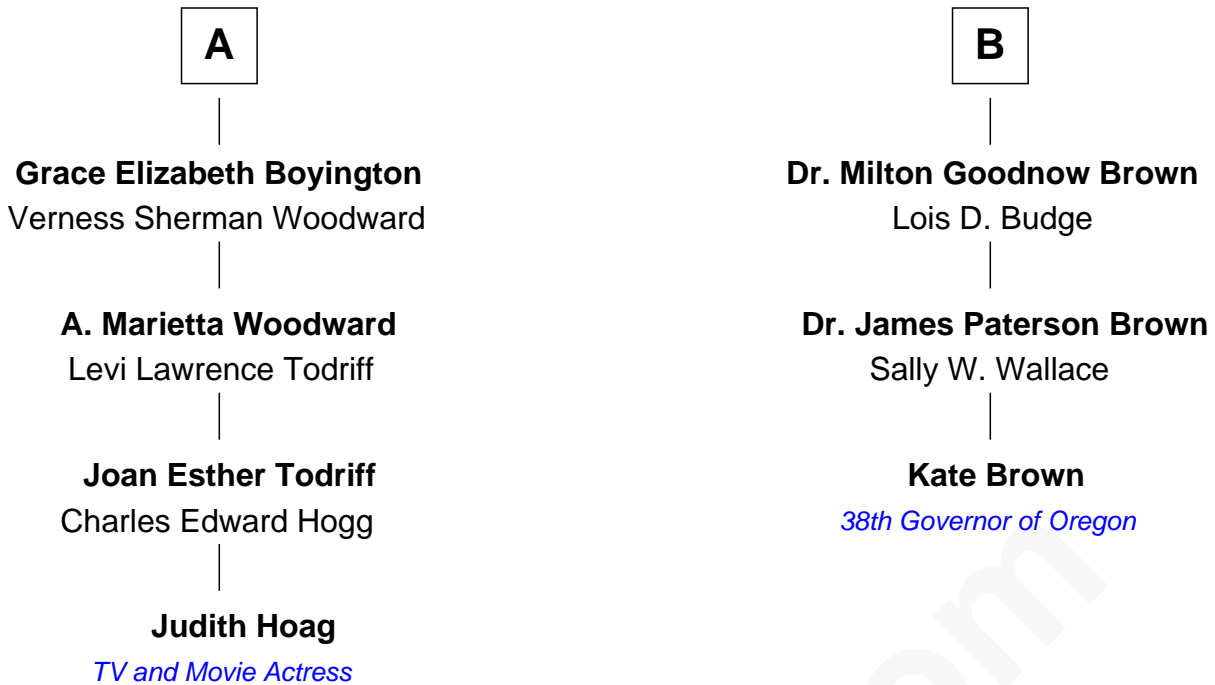 A
Grace Elizabeth Boyington
Verness Sherman Woodward
A. Marietta Woodward
Levi Lawrence Todriff
Joan Esther Todriff
Charles Edward Hogg
Judith Hoag
TV and Movie Actress
B
Dr. Milton Goodnow Brown
Lois D. Budge
Dr. James Paterson Brown
Sally W. Wallace
Kate Brown
38th Governor of Oregon
om